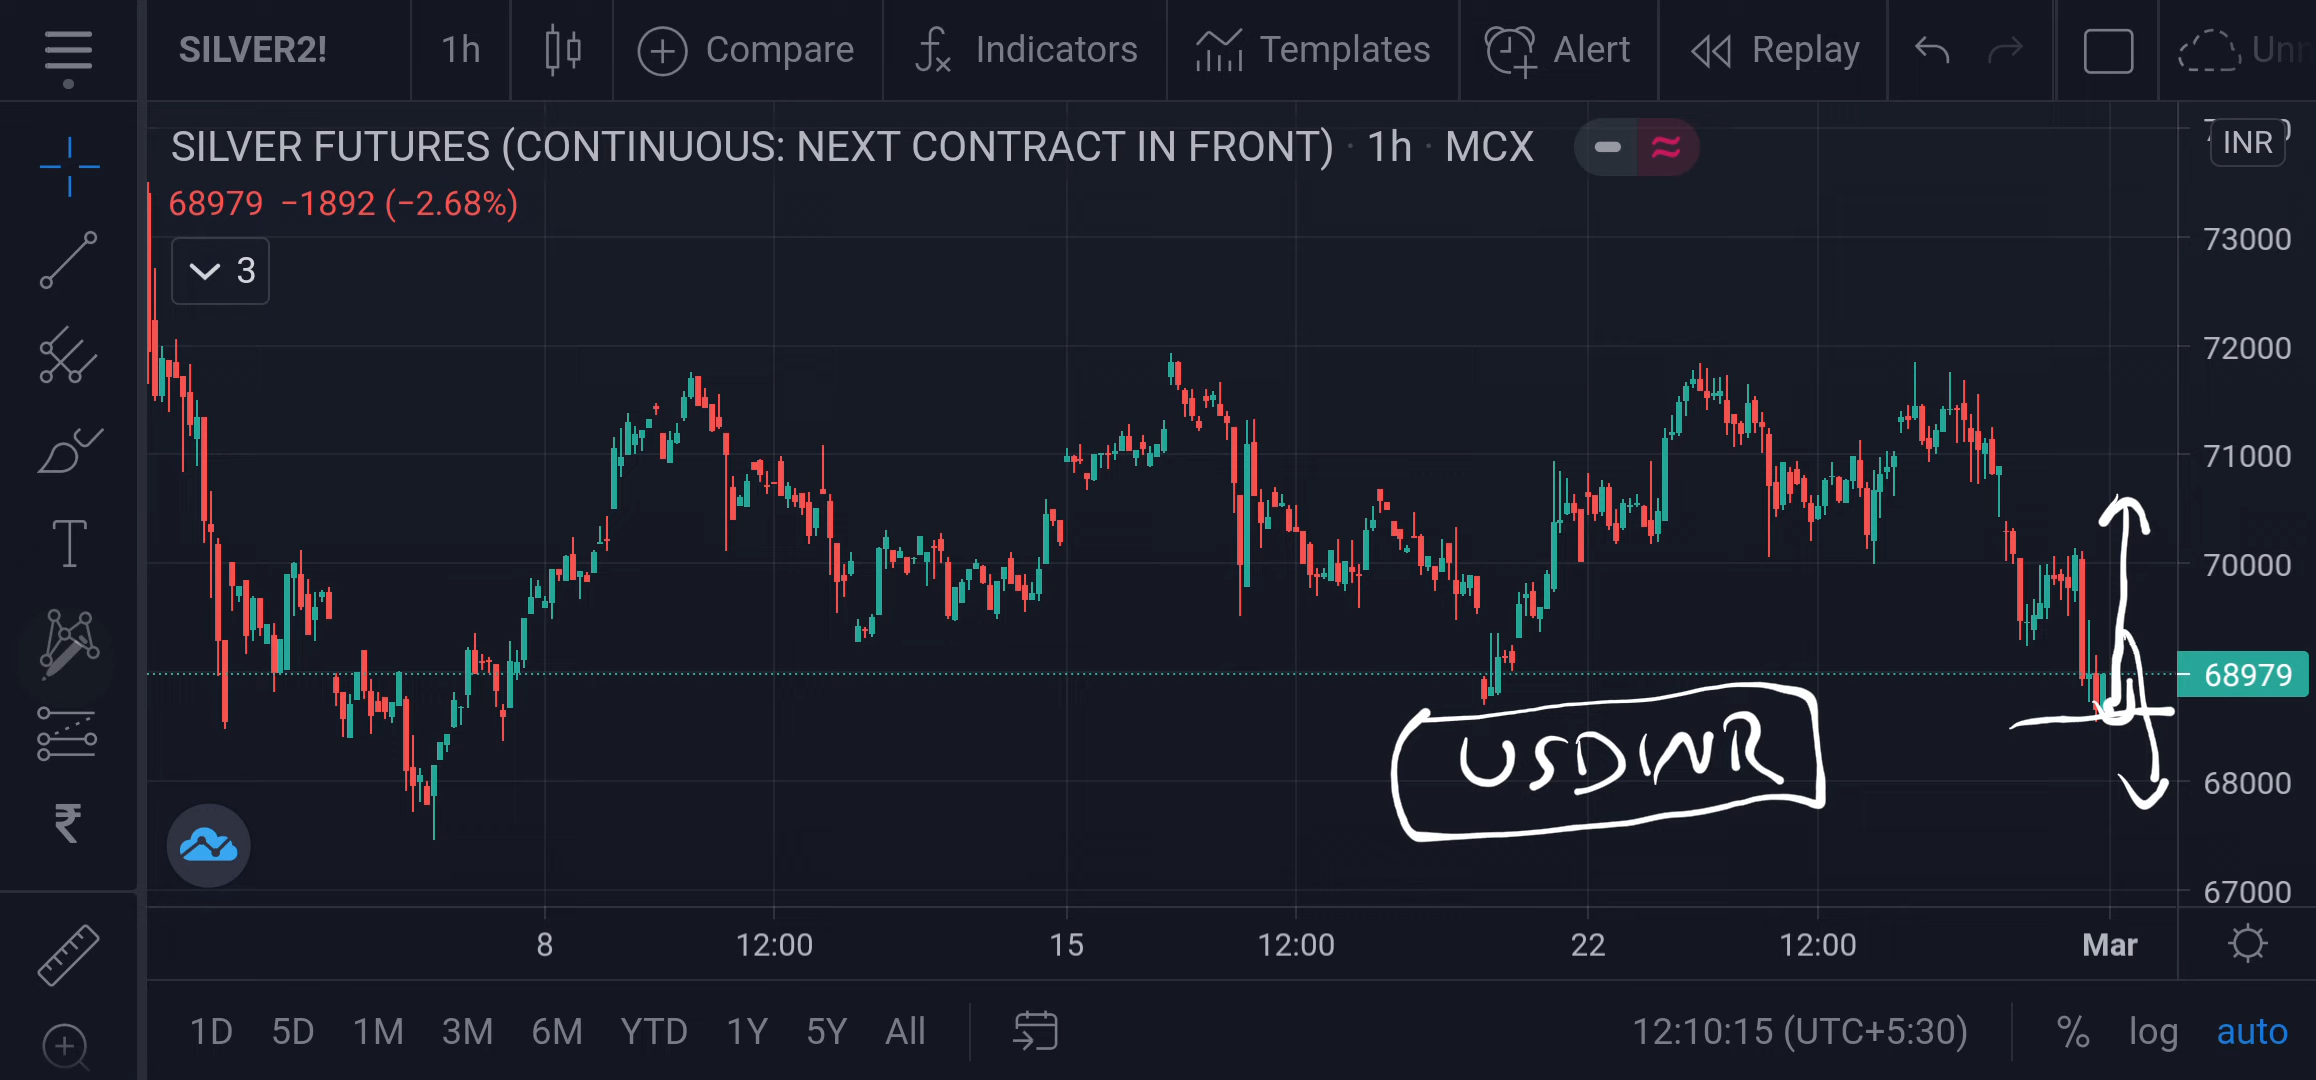 SILVER2! 1h Compare Indicators Templates Alert Replay
SILVER FUTURES (CONTINUOUS: NEXT CONTRACT IN FRONT) · 1h · MCX
INR
68979 −1892 (−2.68%)
3
73000
72000
71000
70000
68979
68000
67000
USDINR
₹
8 12:00 15 12:00 22 12:00 Mar
1D 5D 1M 3M 6M YTD 1Y 5Y All 12:10:15 (UTC+5:30) % log auto